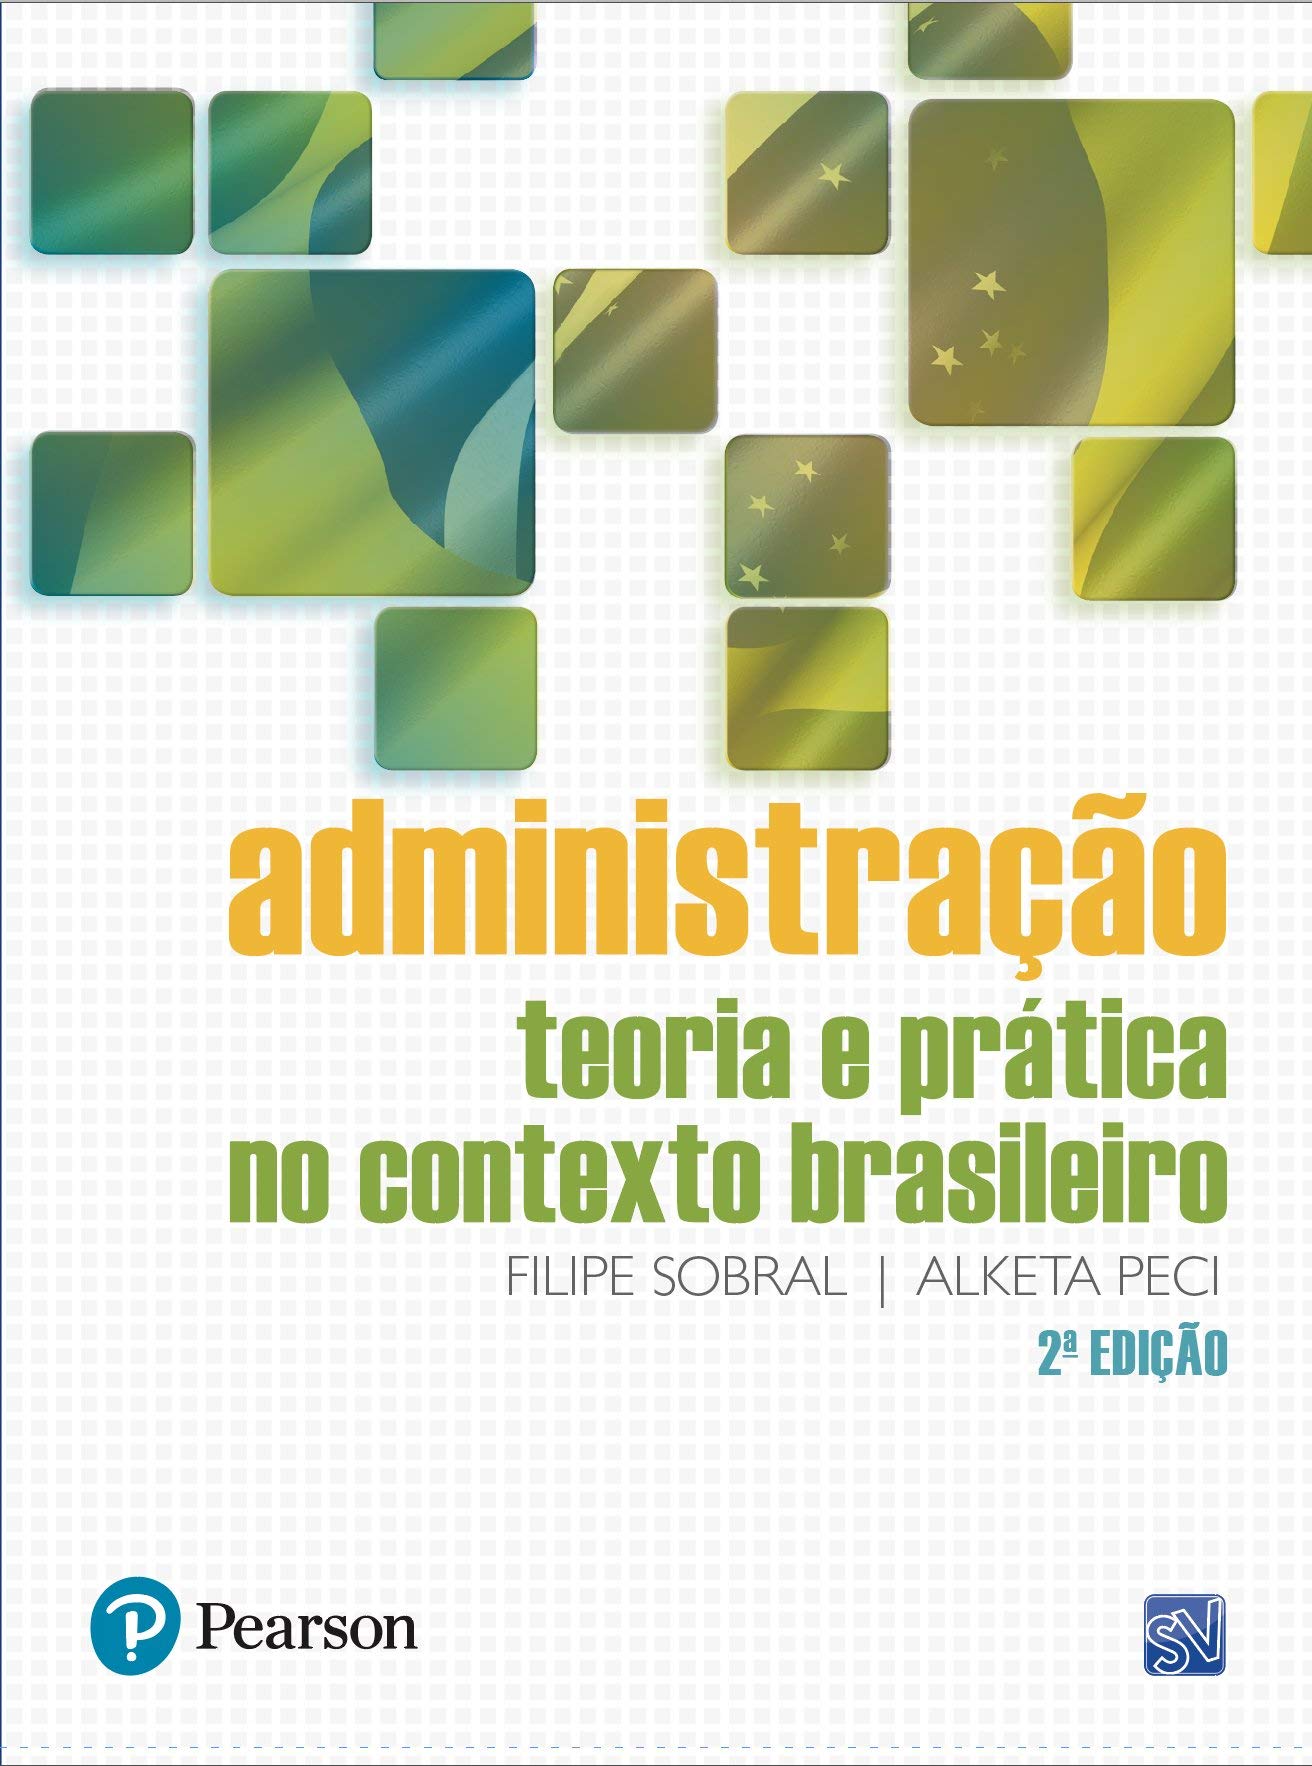 administração
teoria e prática
no contexto brasileiro
FILIPE SOBRAL | ALKETA PECI
2ª EDIÇÃO
Pearson
SV